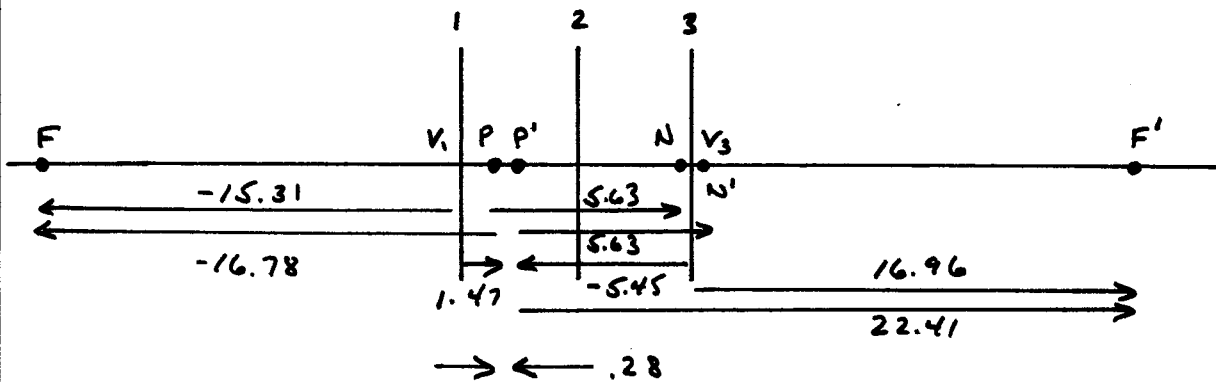 1 2 3
F V₁ P P' N V₃ F'
N'
-15.31 5.63
5.63
-16.78 -5.45 16.96
1.47 22.41
.28